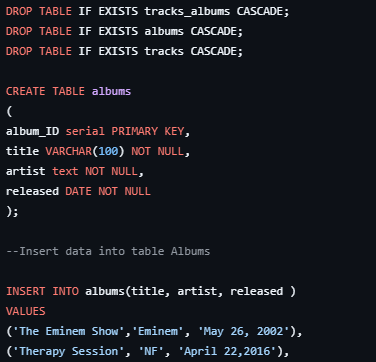 DROP TABLE IF EXISTS tracks_albums CASCADE;
DROP TABLE IF EXISTS albums CASCADE;
DROP TABLE IF EXISTS tracks CASCADE;
CREATE TABLE albums
(
album_ID serial PRIMARY KEY,
title VARCHAR(100) NOT NULL,
artist text NOT NULL,
released DATE NOT NULL
);
--Insert data into table Albums
INSERT INTO albums(title, artist, released )
VALUES
('The Eminem Show','Eminem', 'May 26, 2002'),
('Therapy Session', 'NF', 'April 22,2016'),